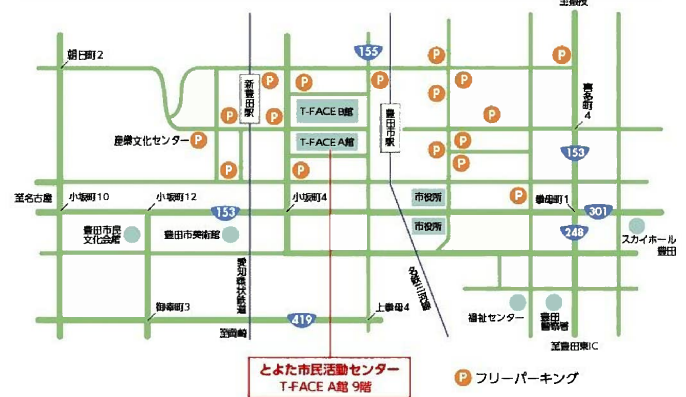 至猿投
朝日町2
155
P
P
P
P
P
P
P
新豊田駅
P
P
P
P
T-FACE B館
豊田市駅
喜多町4
産業文化センター
P
T-FACE A館
P
P
153
P
P
至名古屋
小坂町10
小坂町12
153
小坂町4
市役所
挙母町1
301
豊田市民
文化会館
豊田市美術館
市役所
248
スカイホール
豊田
愛知環状鉄道
名鉄三河線
御幸町3
419
上挙母4
福祉センター
豊田
警察署
至岡崎
至豊田東IC
とよた市民活動センター
T-FACE A館 9階
P フリーパーキング